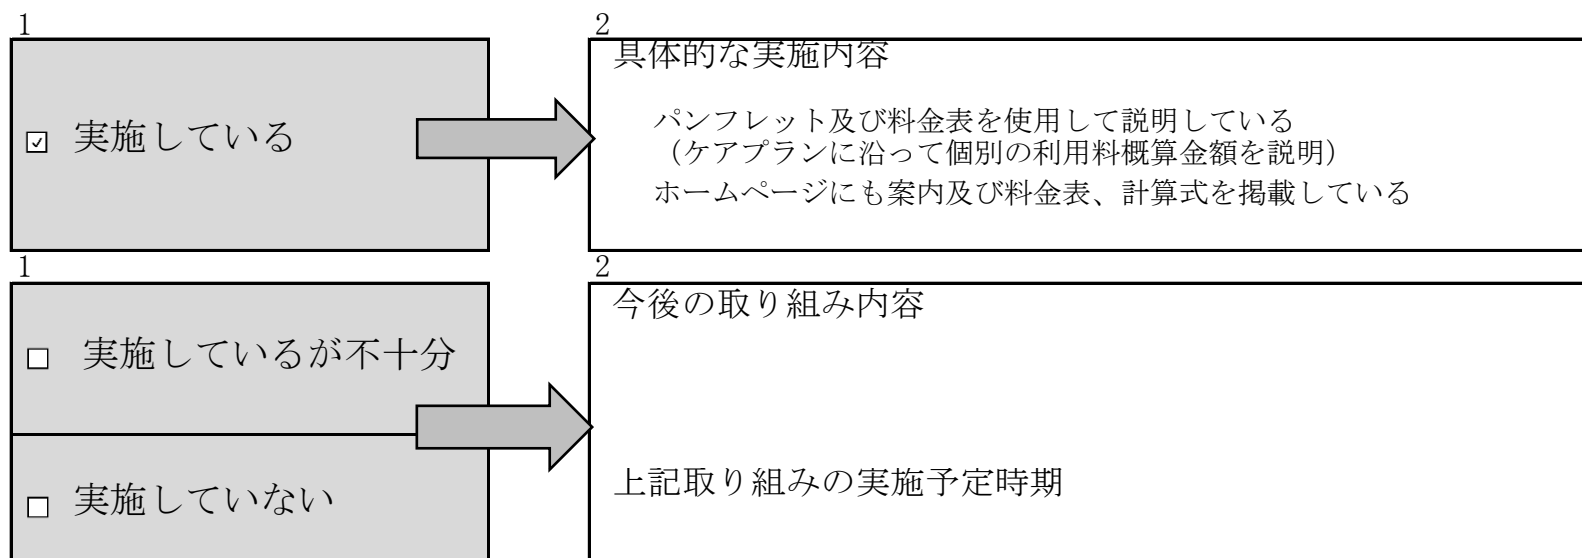 1
2
☑ 実施している
具体的な実施内容
パンフレット及び料金表を使用して説明している
（ケアプランに沿って個別の利用料概算金額を説明）
ホームページにも案内及び料金表、計算式を掲載している
1
2
□ 実施しているが不十分
□ 実施していない
今後の取り組み内容
上記取り組みの実施予定時期